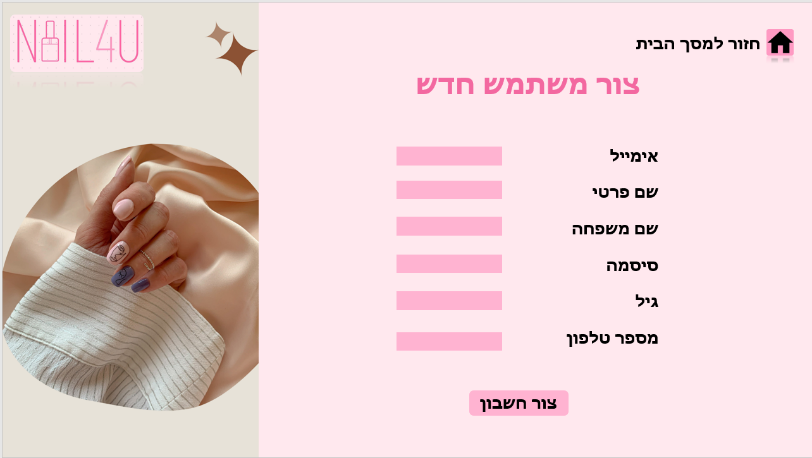 NAIL4U
חזור למסך הבית
צור משתמש חדש
אימייל
שם פרטי
שם משפחה
סיסמה
גיל
מספר טלפון
צור חשבון